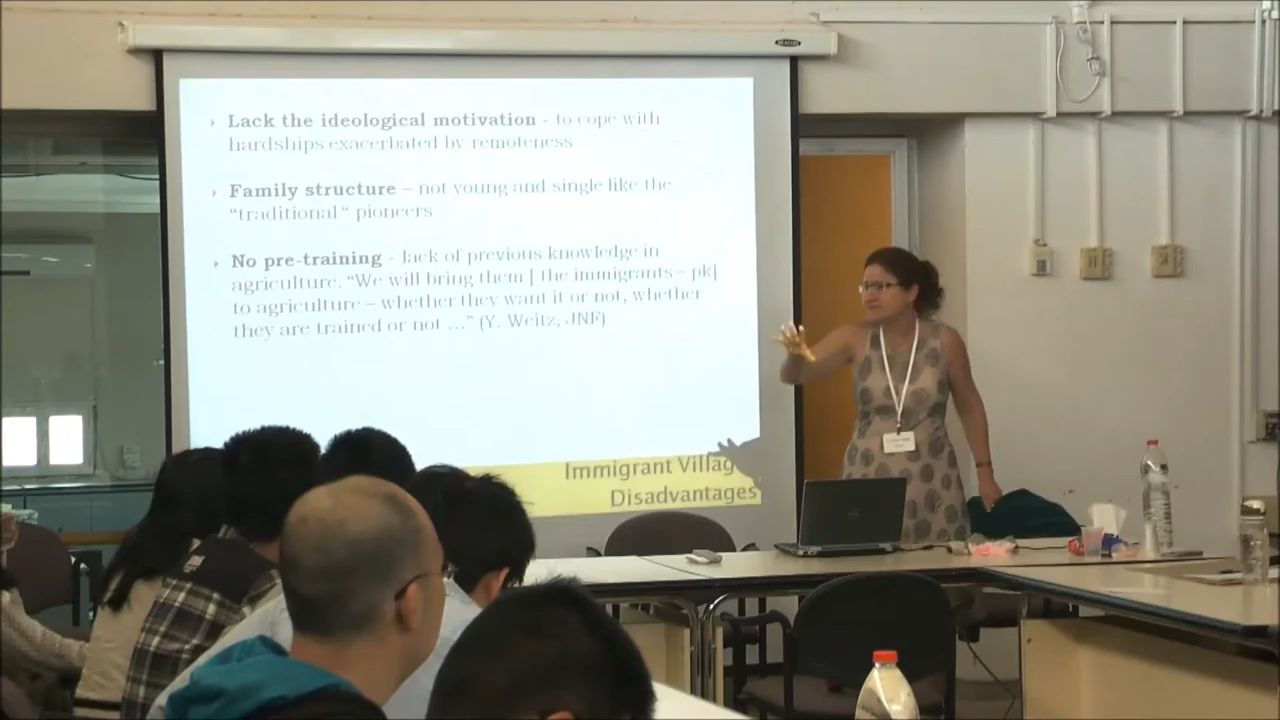 Lack the ideological motivation - to cope with
hardships exacerbated by remoteness
Family structure – not young and single like the
"traditional " pioneers
No pre-training - lack of previous knowledge in
agriculture. "We will bring them [ the immigrants – pk]
to agriculture – whether they want it or not, whether
they are trained or not ..." (Y. Weitz, JNF)
Immigrant
Disadvantages